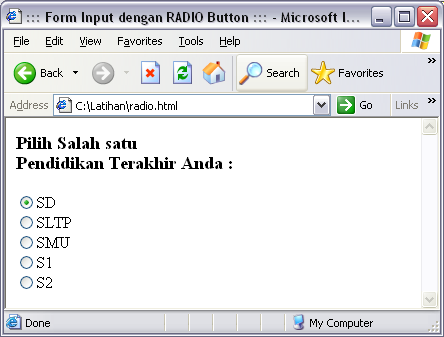 ::: Form Input dengan RADIO Button ::: - Microsoft I...
File Edit View Favorites Tools Help
Back Search Favorites
Address C:\Latihan\radio.html Go Links
Pilih Salah satu
Pendidikan Terakhir Anda :
SD
SLTP
SMU
S1
S2
Done My Computer